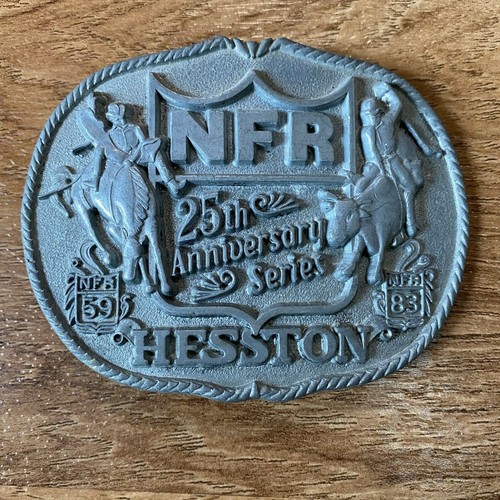 NFR
25th
Anniversary
Series
NFR
59
NFR
83
HESSTON